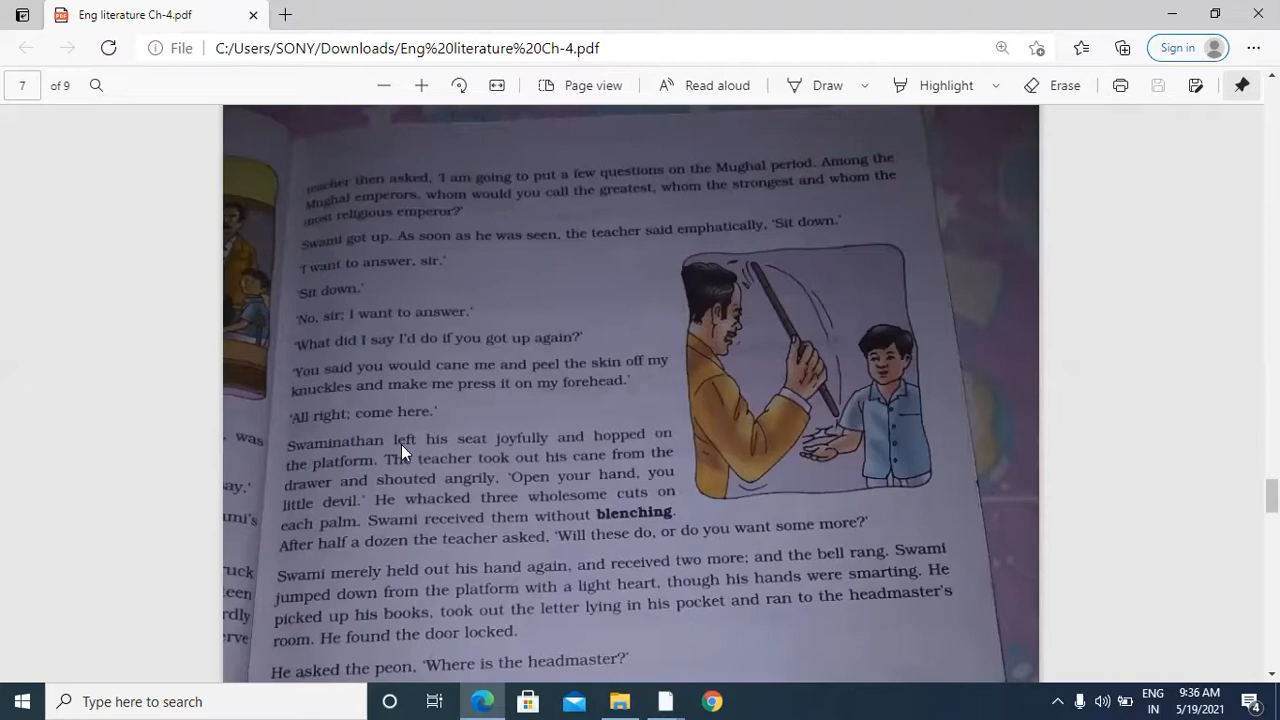 Eng literature Ch-4.pdf
File
C:/Users/SONY/Downloads/Eng%20literature%20Ch-4.pdf
Sign in
7 of 9
Page view
Read aloud
Draw
Highlight
Erase
teacher then asked, 'I am going to put a few questions on the Mughal period. Among the
Mughal emperors, whom would you call the greatest, whom the strongest and whom the
most religious emperor?'
Swami got up. As soon as he was seen, the teacher said emphatically, 'Sit down.'
'I want to answer, sir.'
'Sit down.'
'No, sir; I want to answer.'
'What did I say I'd do if you got up again?'
'You said you would cane me and peel the skin off my
knuckles and make me press it on my forehead.'
'All right; come here.'
Swaminathan left his seat joyfully and hopped on
the platform. The teacher took out his cane from the
drawer and shouted angrily, 'Open your hand, you
little devil.' He whacked three wholesome cuts on
each palm. Swami received them without blenching.
After half a dozen the teacher asked, 'Will these do, or do you want some more?'
Swami merely held out his hand again, and received two more; and the bell rang. Swami
jumped down from the platform with a light heart, though his hands were smarting. He
picked up his books, took out the letter lying in his pocket and ran to the headmaster's
room. He found the door locked.
He asked the peon, 'Where is the headmaster?'
, was
ay,'
mi's
ruck
een
rdly
erve
Type here to search
ENG
IN
9:36 AM
5/19/2021
4